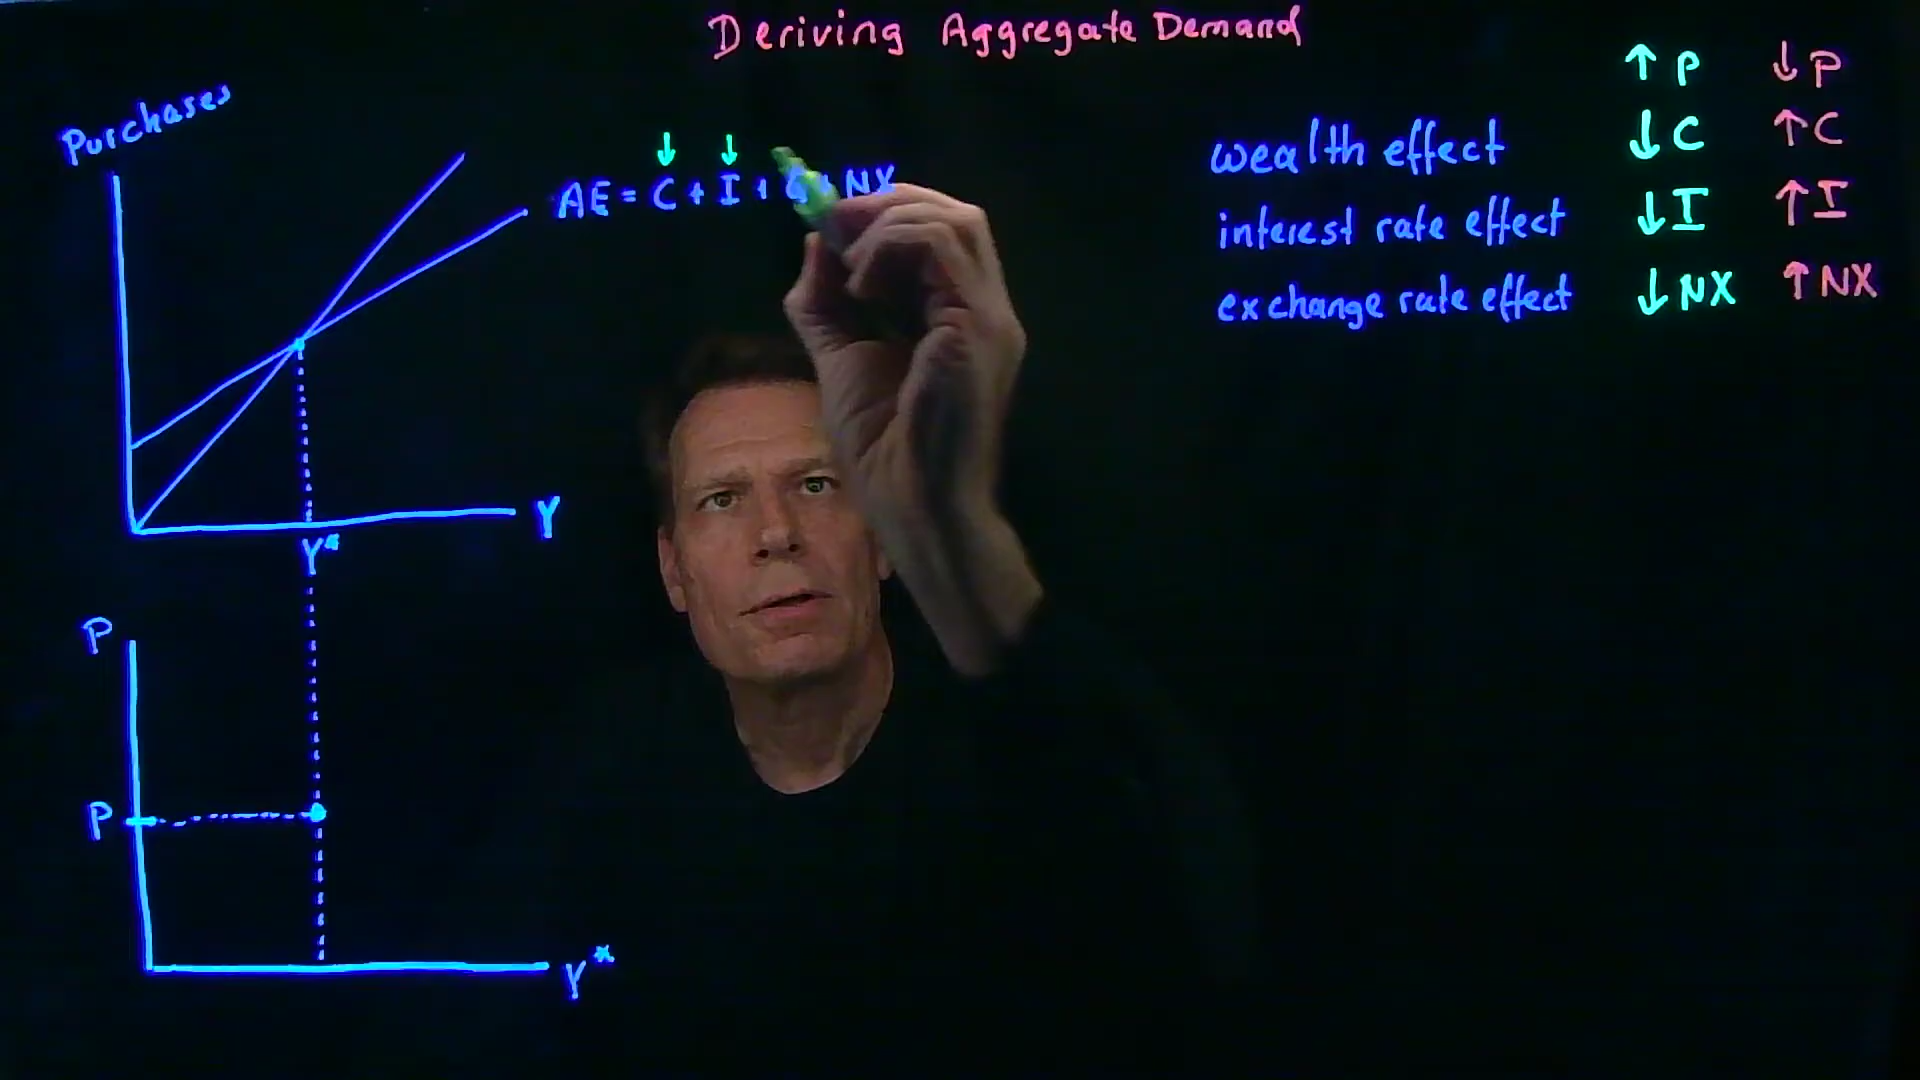 Deriving Aggregate Demand
Purchases
↓ ↓
AE = C + I + G + NX
Y
Y*
P
P
Y*
↑ P ↓ P
wealth effect ↓ C ↑ C
interest rate effect ↓ I ↑ I
exchange rate effect ↓ NX ↑ NX